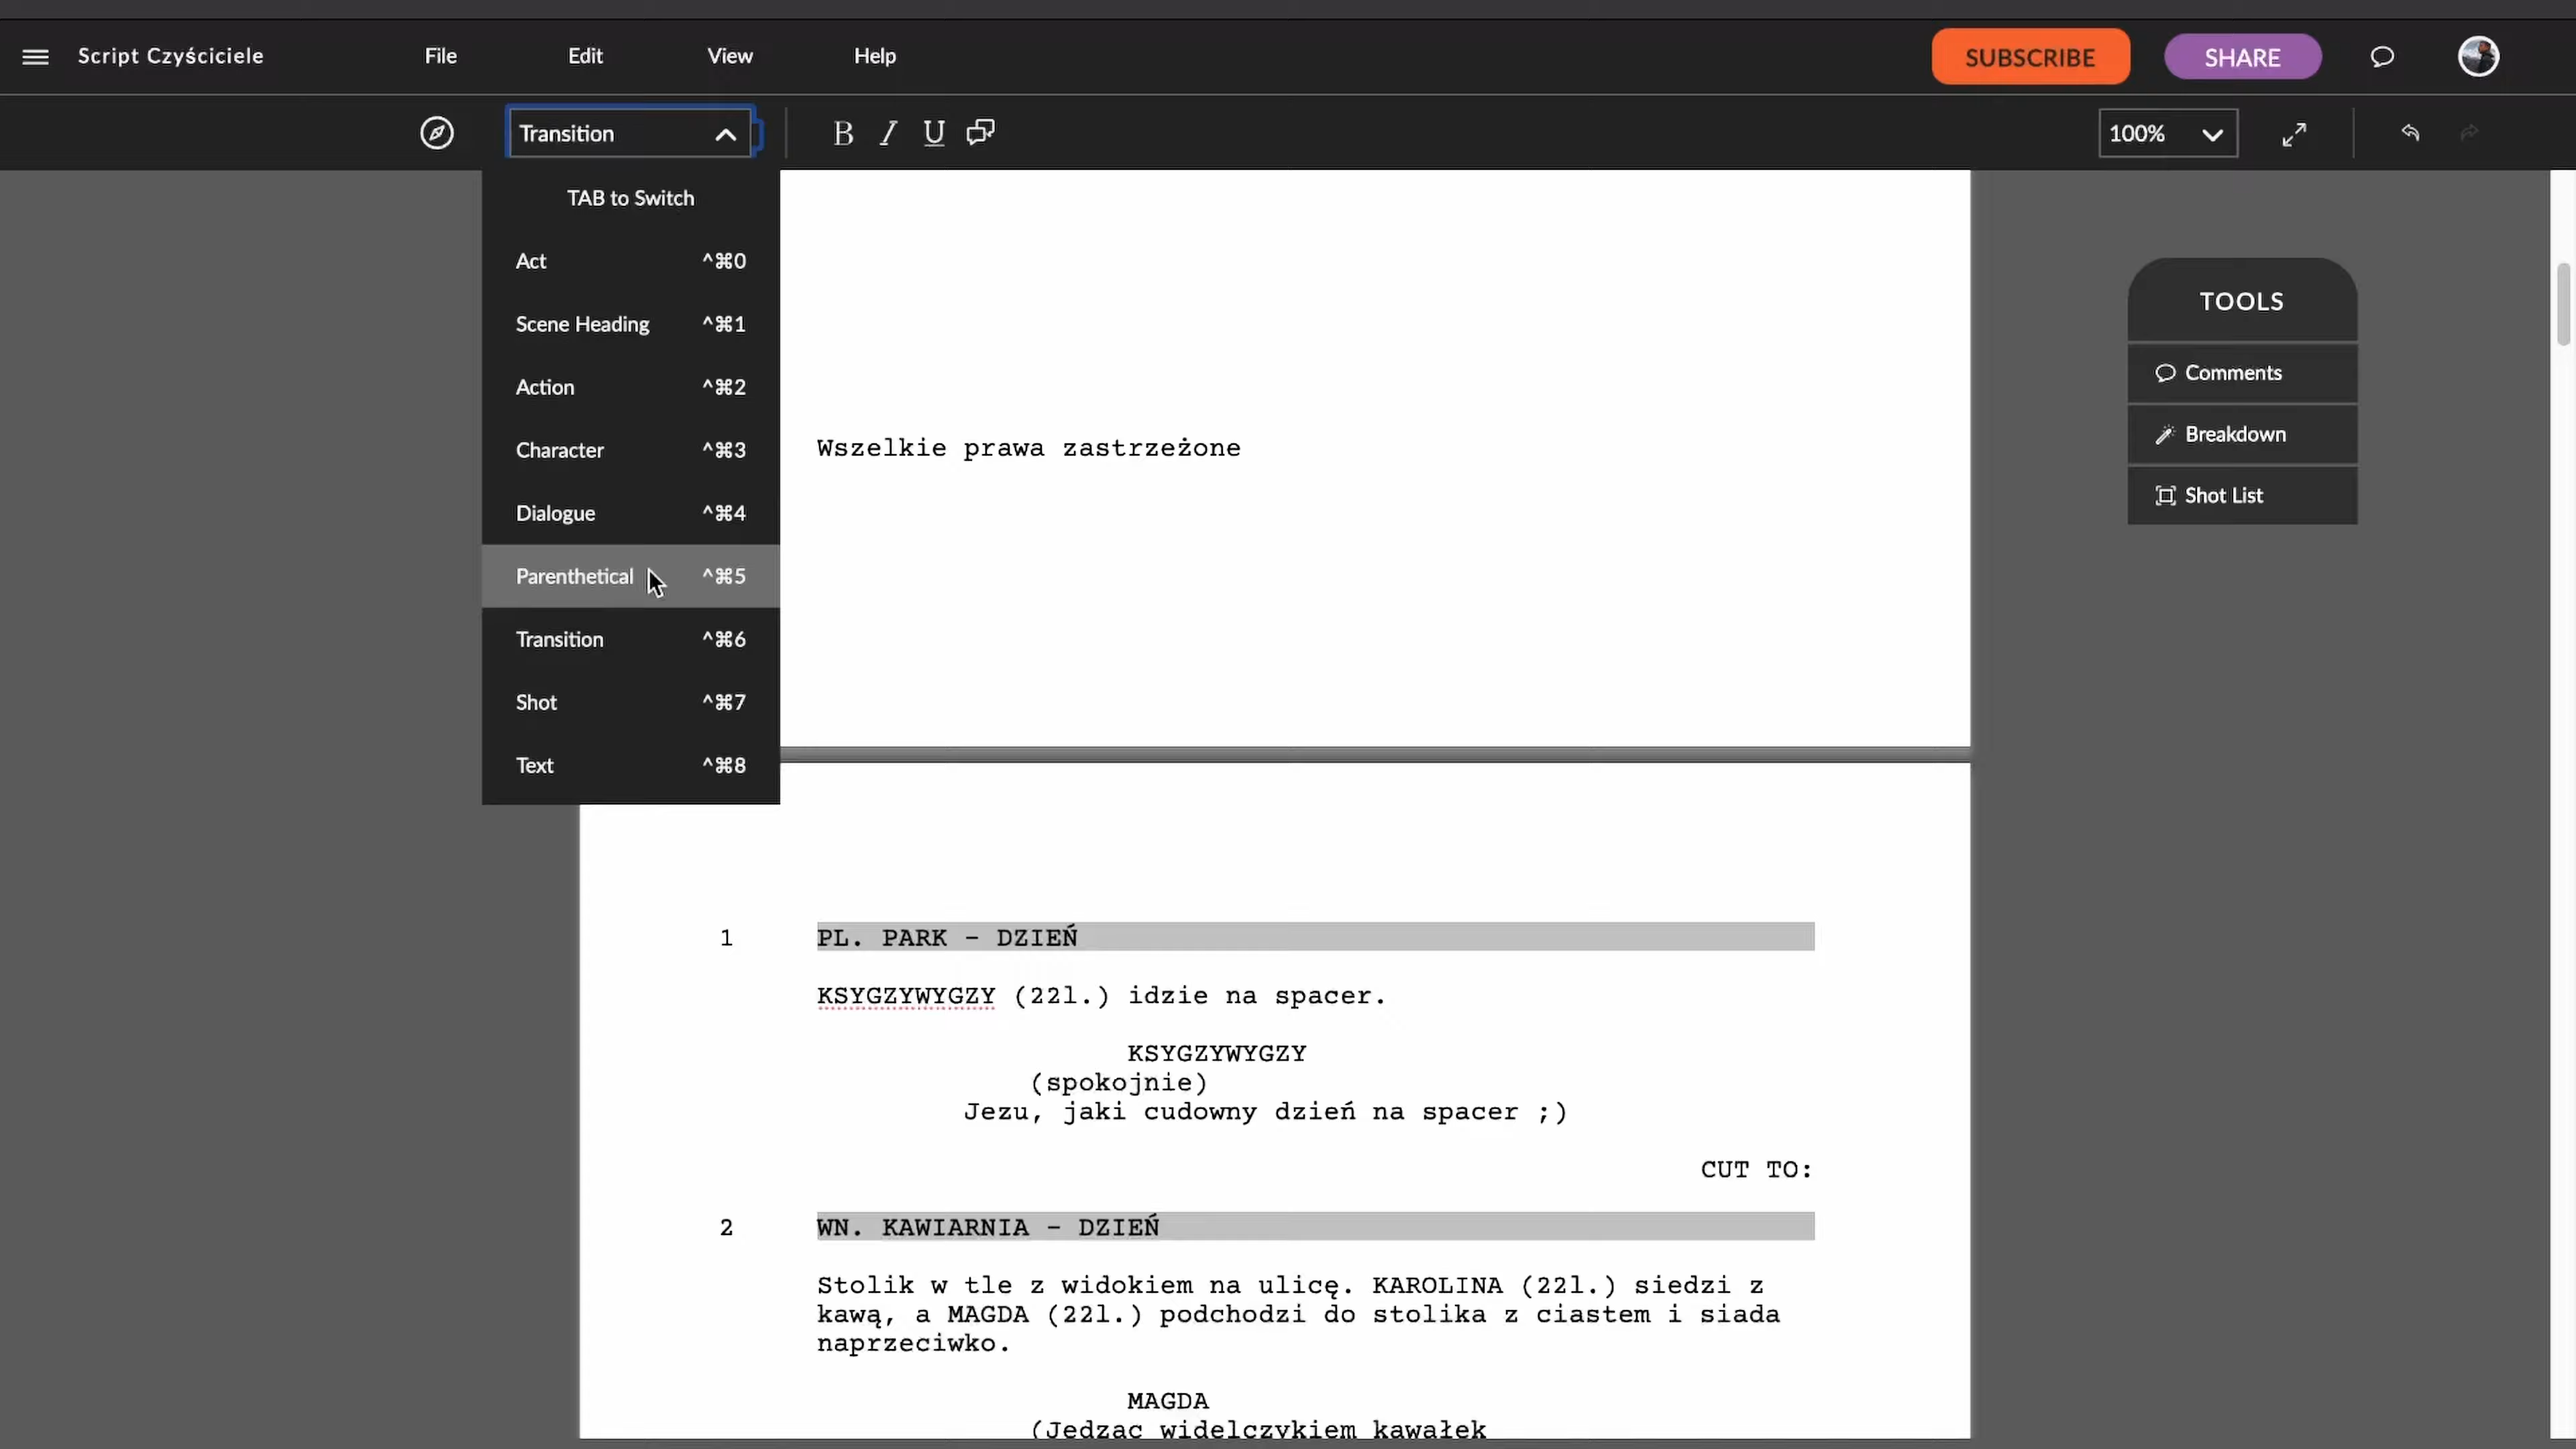 Script Czyściciele File Edit View Help SUBSCRIBE SHARE
Transition B I U 100%
TAB to Switch
Act ^⌘0
Scene Heading ^⌘1
Action ^⌘2
Character ^⌘3
Dialogue ^⌘4
Parenthetical ^⌘5
Transition ^⌘6
Shot ^⌘7
Text ^⌘8
TOOLS
Comments
Breakdown
Shot List
Wszelkie prawa zastrzeżone
1 PL. PARK - DZIEŃ
KSYGZYWYGZY (22l.) idzie na spacer.
KSYGZYWYGZY
(spokojnie)
Jezu, jaki cudowny dzień na spacer ;)
CUT TO:
2 WN. KAWIARNIA - DZIEŃ
Stolik w tle z widokiem na ulicę. KAROLINA (22l.) siedzi z
kawą, a MAGDA (22l.) podchodzi do stolika z ciastem i siada
naprzeciwko.
MAGDA
(Jedząc widelczykiem kawałek